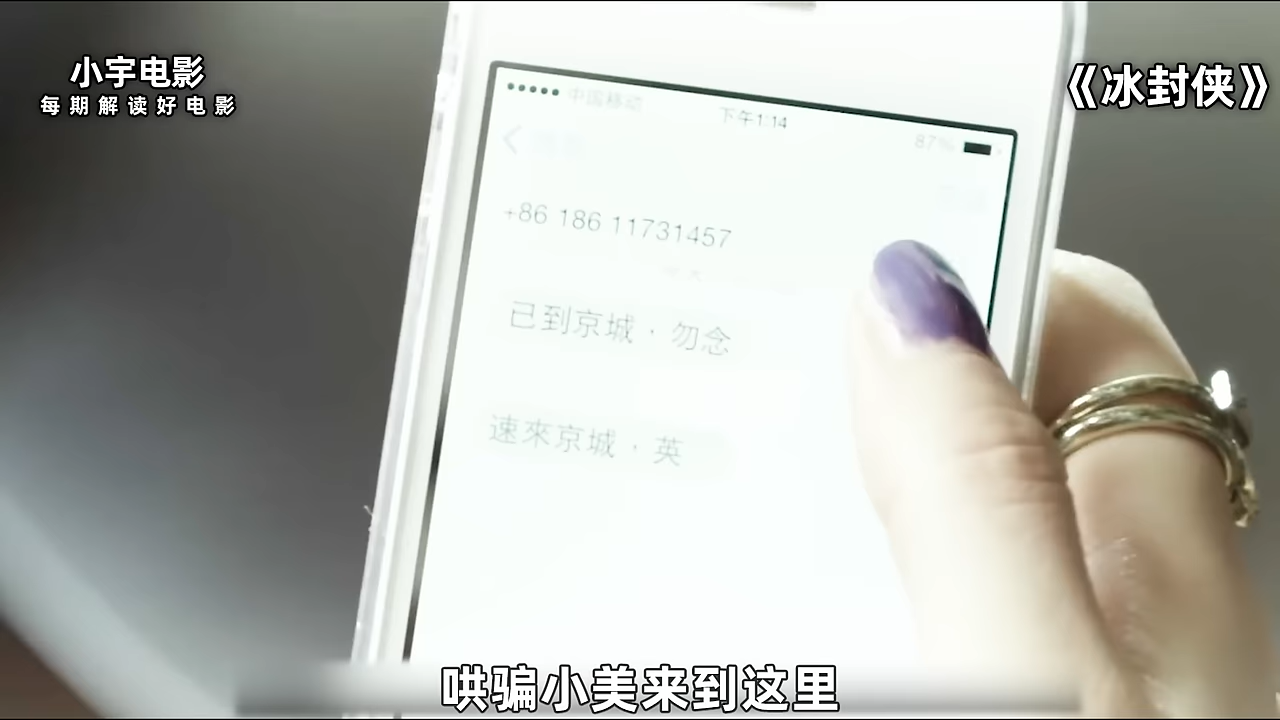 小宇电影
每期解读好电影
《冰封侠》
中国移动
下午1:14
87%
+86 186 11731457
已到京城，勿念
速來京城，英
哄骗小美来到这里